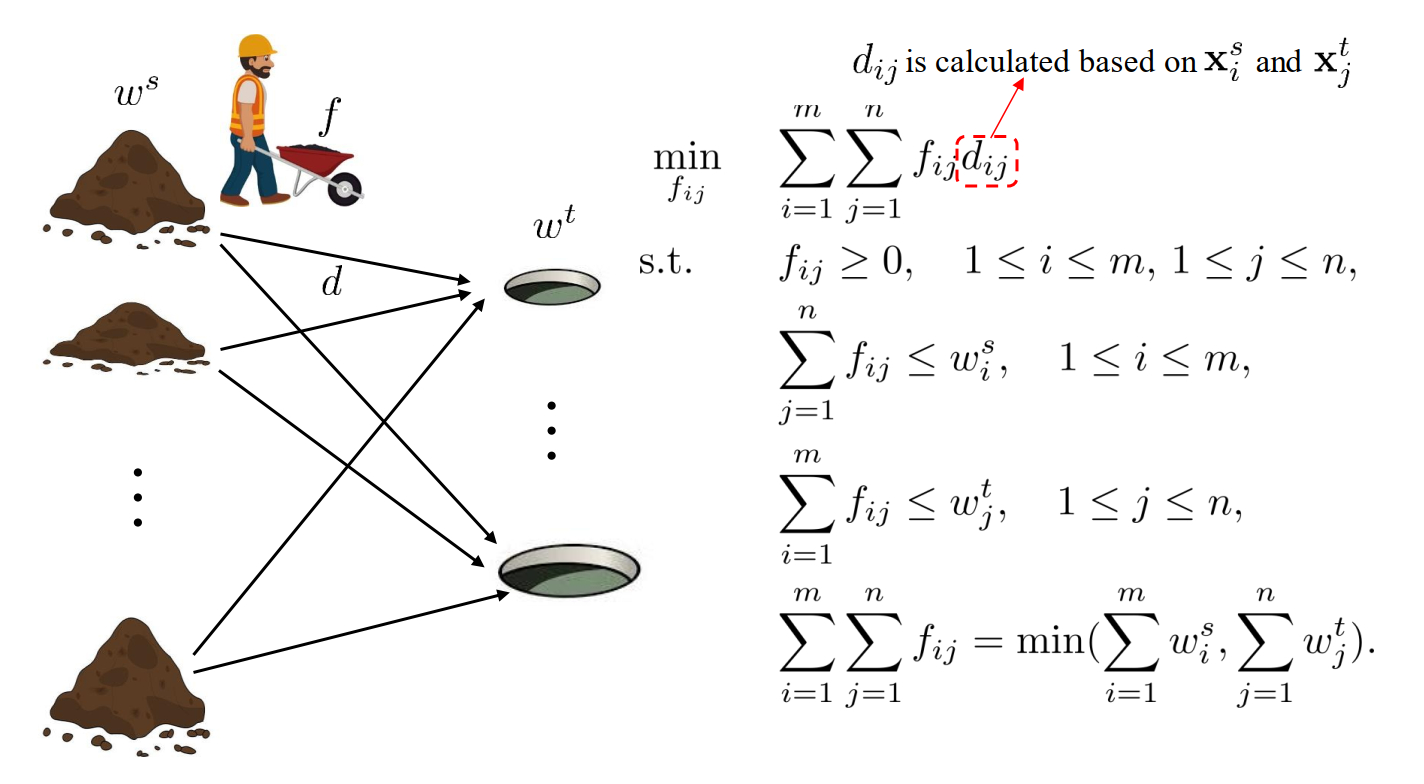 $d_{ij}$ is calculated based on $\mathbf{x}_i^s$ and $\mathbf{x}_j^t$
$w^s$
$f$
$\min_{f_{ij}} \sum_{i=1}^{m} \sum_{j=1}^{n} f_{ij} d_{ij}$
$w^t$
$d$
s.t. $f_{ij} \geq 0, \quad 1 \leq i \leq m, 1 \leq j \leq n,$
$\sum_{j=1}^{n} f_{ij} \leq w_i^s, \quad 1 \leq i \leq m,$
$\sum_{i=1}^{m} f_{ij} \leq w_j^t, \quad 1 \leq j \leq n,$
$\sum_{i=1}^{m} \sum_{j=1}^{n} f_{ij} = \min(\sum_{i=1}^{m} w_i^s, \sum_{j=1}^{n} w_j^t).$